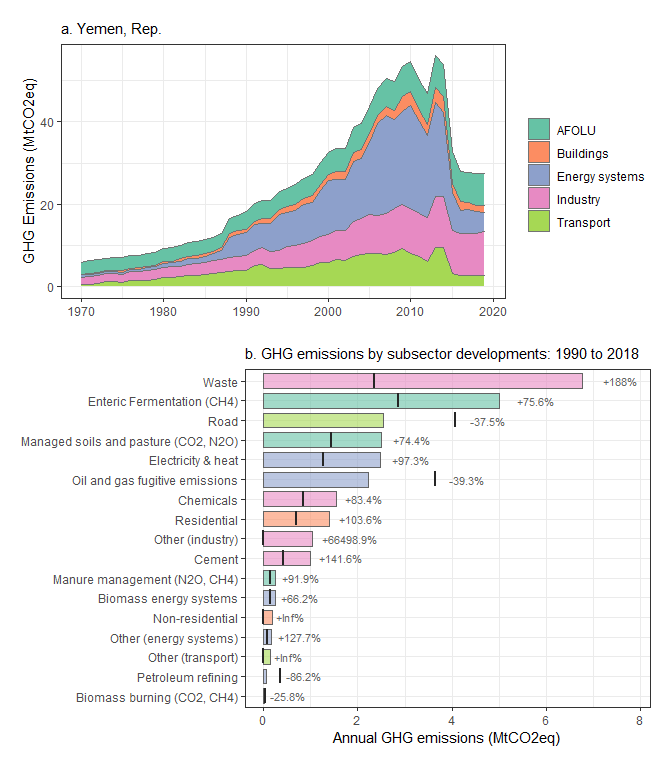 a. Yemen, Rep.
GHG Emissions (MtCO2eq)
40
20
0
1970
1980
1990
2000
2010
2020
AFOLU
Buildings
Energy systems
Industry
Transport
b. GHG emissions by subsector developments: 1990 to 2018
Waste
+188%
Enteric Fermentation (CH4)
+75.6%
Road
-37.5%
Managed soils and pasture (CO2, N2O)
+74.4%
Electricity & heat
+97.3%
Oil and gas fugitive emissions
-39.3%
Chemicals
+83.4%
Residential
+103.6%
Other (industry)
+66498.9%
Cement
+141.6%
Manure management (N2O, CH4)
+91.9%
Biomass energy systems
+66.2%
Non-residential
+Inf%
Other (energy systems)
+127.7%
Other (transport)
+Inf%
Petroleum refining
-86.2%
Biomass burning (CO2, CH4)
-25.8%
0
2
4
6
8
Annual GHG emissions (MtCO2eq)